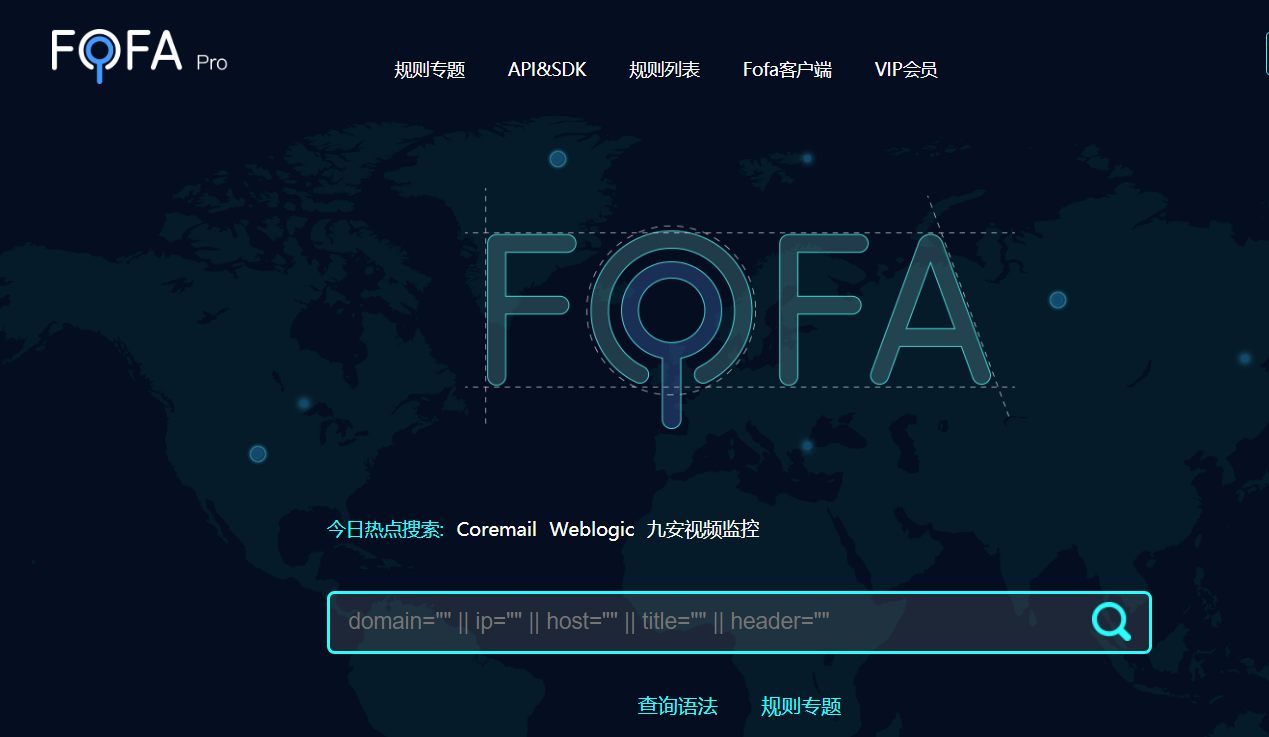 FOFA Pro
规则专题 API&SDK 规则列表 Fofa客户端 VIP会员
FOFA
今日热点搜索: Coremail Weblogic 九安视频监控
domain="" || ip="" || host="" || title="" || header=""
查询语法 规则专题